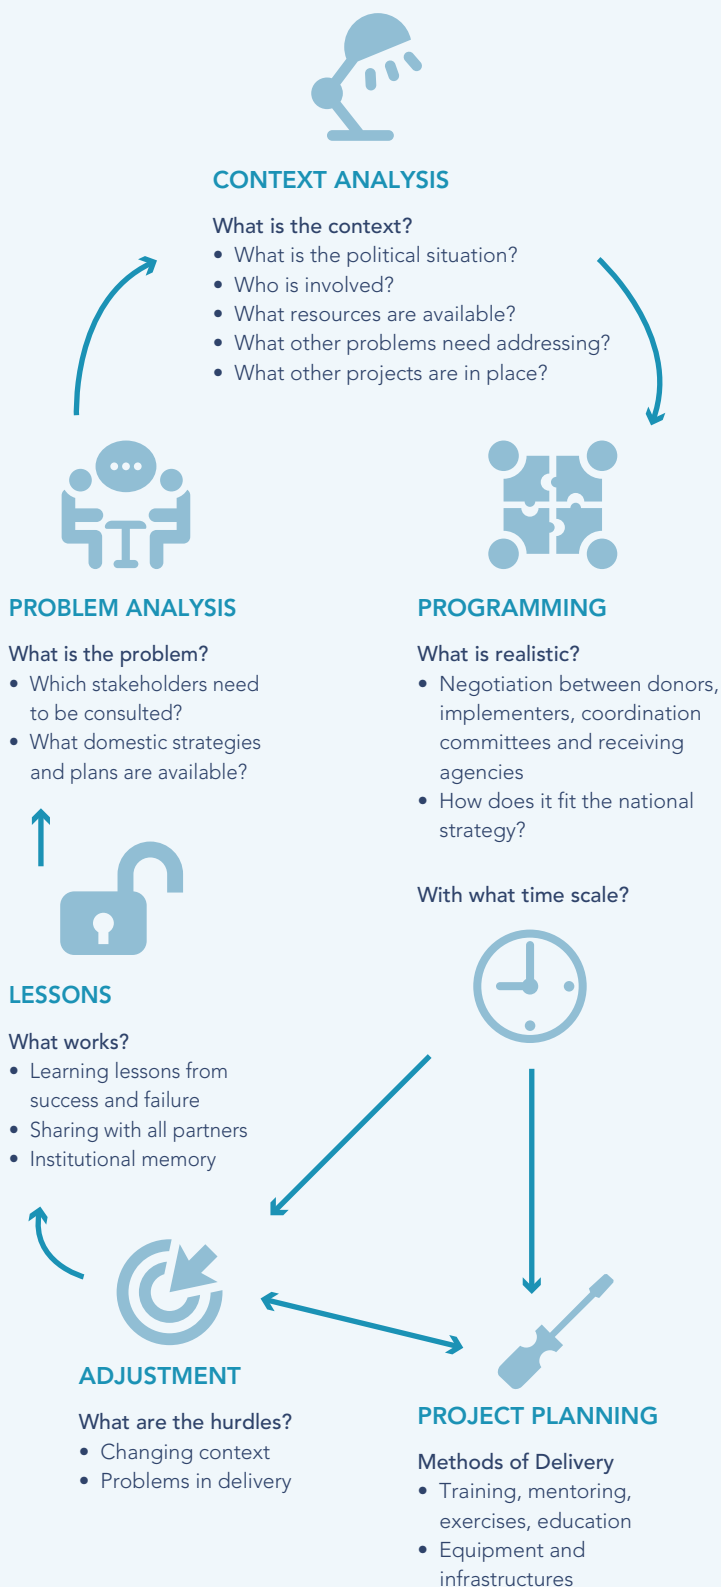 CONTEXT ANALYSIS
What is the context?
• What is the political situation?
• Who is involved?
• What resources are available?
• What other problems need addressing?
• What other projects are in place?
PROBLEM ANALYSIS
What is the problem?
• Which stakeholders need
to be consulted?
• What domestic strategies
and plans are available?
PROGRAMMING
What is realistic?
• Negotiation between donors,
implementers, coordination
committees and receiving
agencies
• How does it fit the national
strategy?
With what time scale?
LESSONS
What works?
• Learning lessons from
success and failure
• Sharing with all partners
• Institutional memory
ADJUSTMENT
What are the hurdles?
• Changing context
• Problems in delivery
PROJECT PLANNING
Methods of Delivery
• Training, mentoring,
exercises, education
• Equipment and
infrastructures